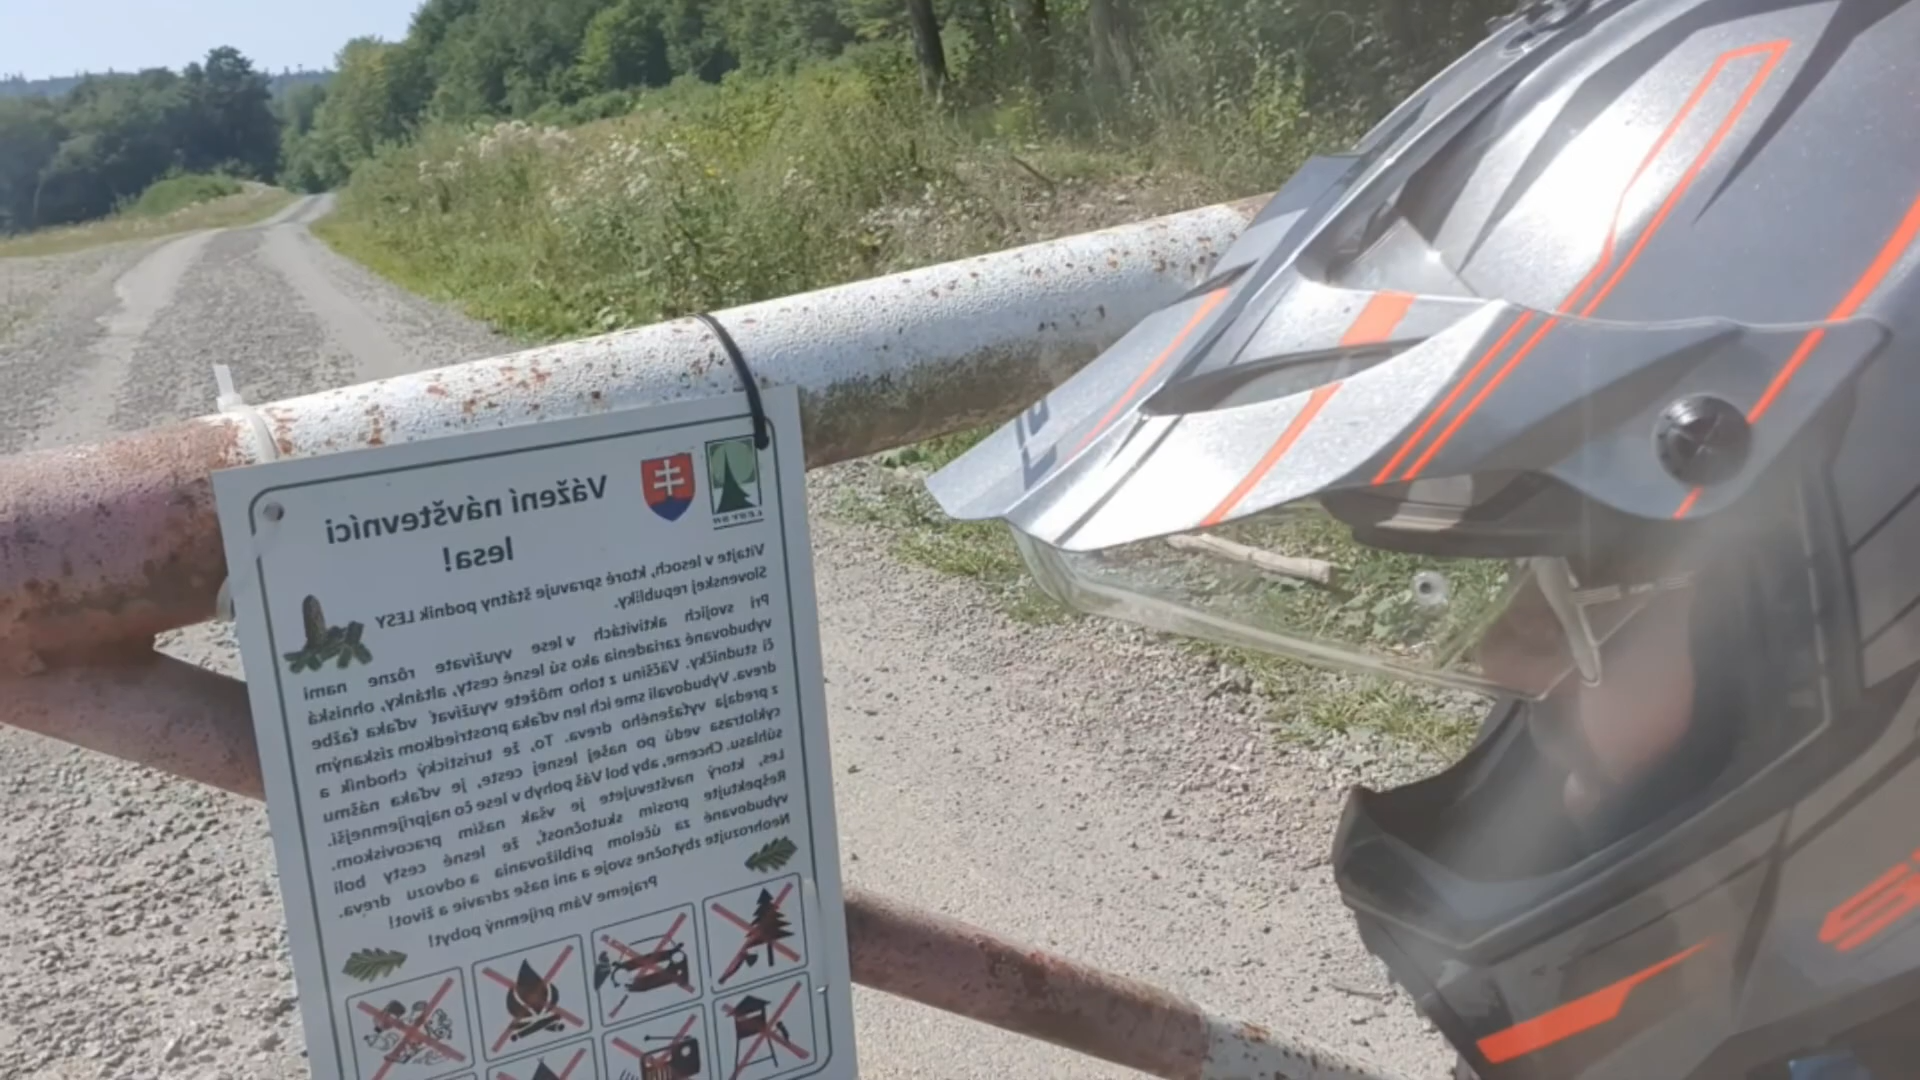 LESY SR
Vážení návštevníci
lesa!
Vitajte v lesoch, ktoré spravuje štátny podnik LESY
Slovenskej republiky.
Pri svojich aktivitách v lese využívate rôzne nami
vybudované zariadenia ako sú lesné cesty, altánky, ohniská
či studničky. Väčšinu z toho môžete využívať vďaka ťažbe
dreva. Vybudovali sme ich len vďaka prostriedkom získaným
z predaja vyťaženého dreva. To, že turistický chodník a
cyklotrasa vedú po našej lesnej ceste, je vďaka nášmu
súhlasu. Chceme, aby bol Váš pohyb v lese čo najpríjemnejší.
Les, ktorý navštevujete je však naším pracoviskom.
Rešpektujte prosím skutočnosť, že lesné cesty boli
vybudované za účelom približovania a odvozu dreva.
Neohrozujte zbytočne svoje a ani naše zdravie a život!
Prajeme Vám príjemný pobyt!